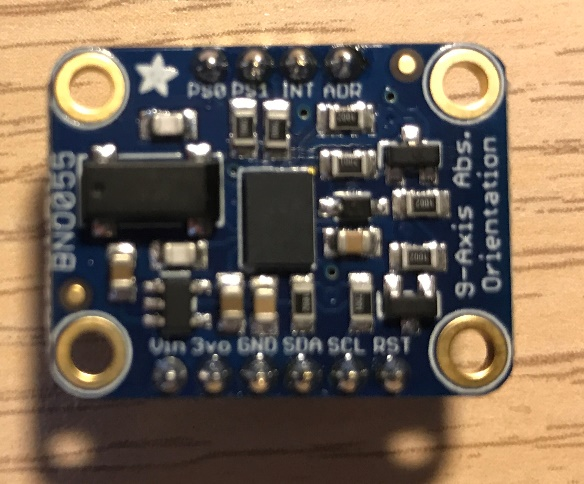 PS0 PS1 INT ADR
BNO055
9-Axis Abs.
Orientation
Vin 3vo GND SDA SCL RST